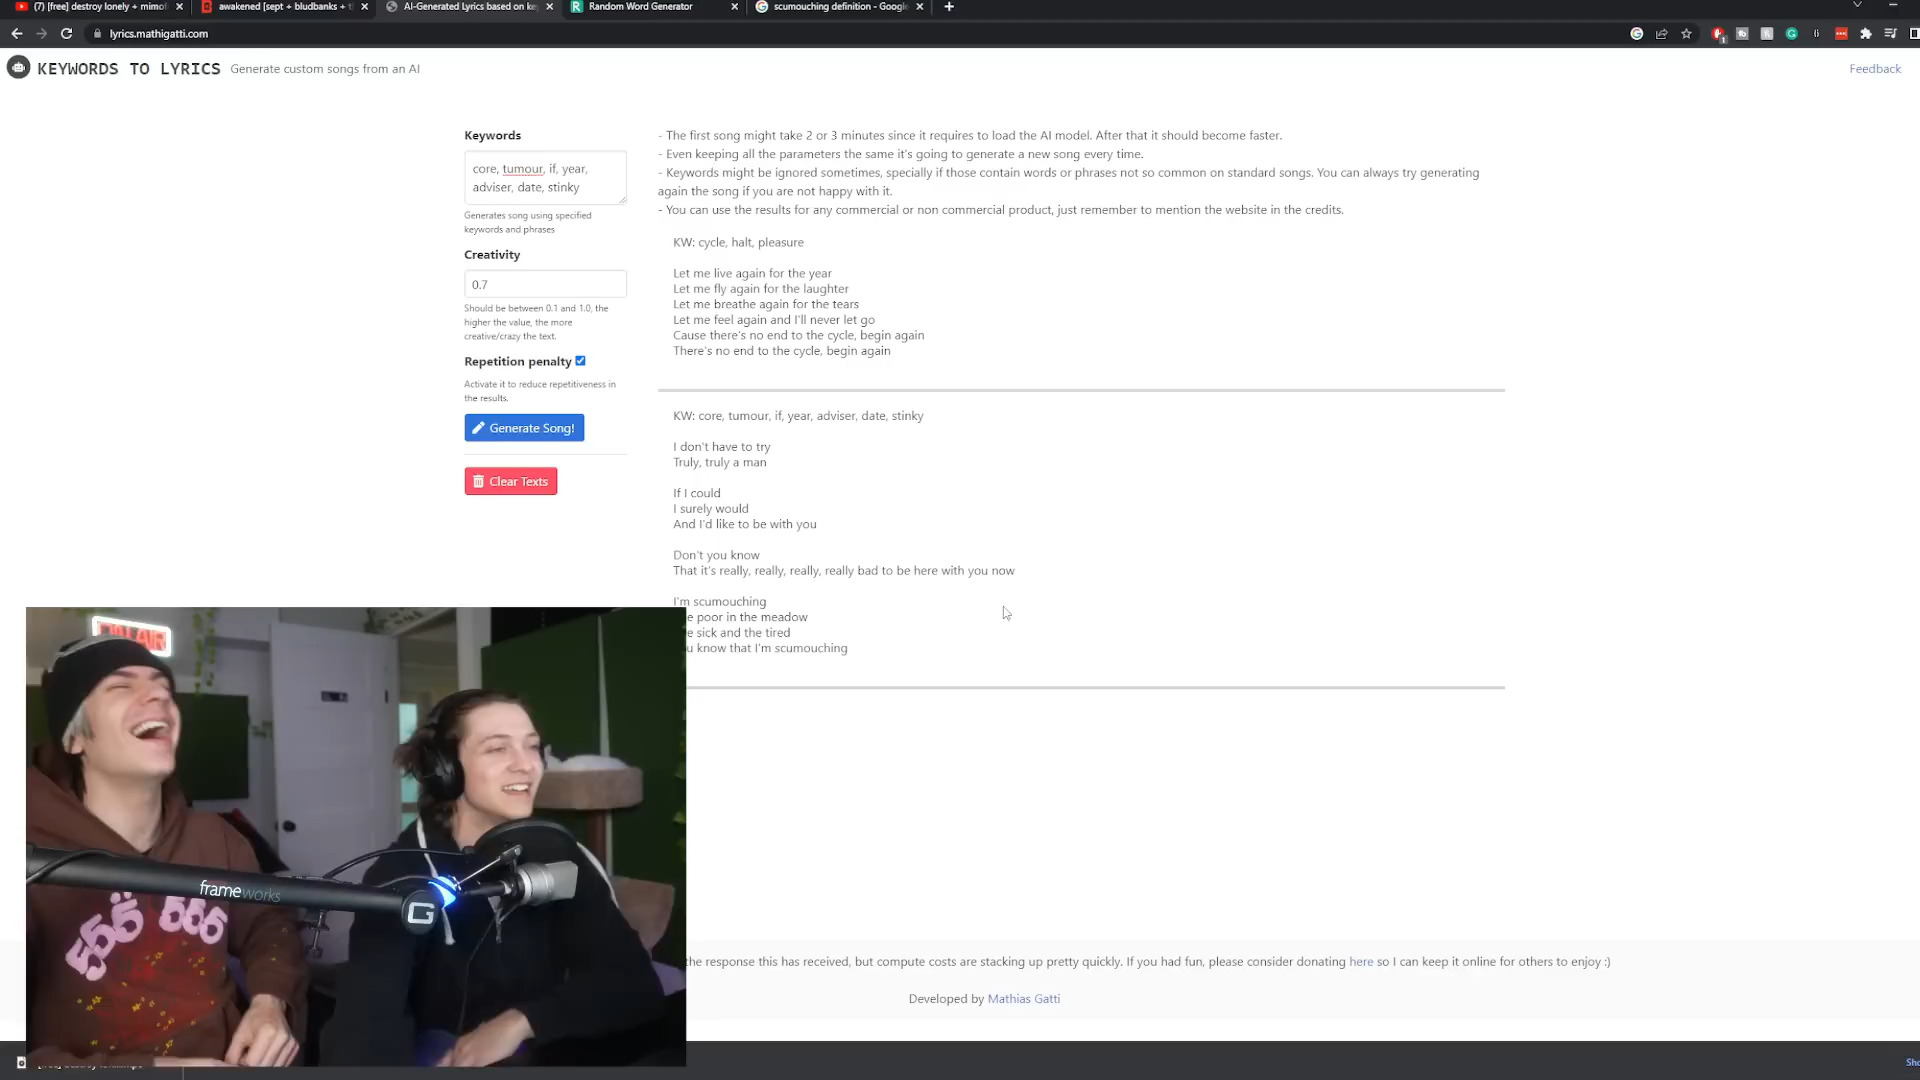 (7) [free] destroy lonely + mimof
awakened [sept + bludbanks + t
AI-Generated Lyrics based on ke
Random Word Generator
scumouching definition - Google
lyrics.mathigatti.com
KEYWORDS TO LYRICS Generate custom songs from an AI
Feedback
Keywords
core, tumour, if, year,
adviser, date, stinky
Generates song using specified
keywords and phrases
Creativity
0.7
Should be between 0.1 and 1.0, the
higher the value, the more
creative/crazy the text.
Repetition penalty
Activate it to reduce repetitiveness in
the results.
Generate Song!
Clear Texts
- The first song might take 2 or 3 minutes since it requires to load the AI model. After that it should become faster.
- Even keeping all the parameters the same it's going to generate a new song every time.
- Keywords might be ignored sometimes, specially if those contain words or phrases not so common on standard songs. You can always try generating
again the song if you are not happy with it.
- You can use the results for any commercial or non commercial product, just remember to mention the website in the credits.
KW: cycle, halt, pleasure
Let me live again for the year
Let me fly again for the laughter
Let me breathe again for the tears
Let me feel again and I'll never let go
Cause there's no end to the cycle, begin again
There's no end to the cycle, begin again
KW: core, tumour, if, year, adviser, date, stinky
I don't have to try
Truly, truly a man
If I could
I surely would
And I'd like to be with you
Don't you know
That it's really, really, really, really bad to be here with you now
I'm scumouching
e poor in the meadow
e sick and the tired
u know that I'm scumouching
ON AIR
frameworks
G
555 555
the response this has received, but compute costs are stacking up pretty quickly. If you had fun, please consider donating here so I can keep it online for others to enjoy :)
Developed by Mathias Gatti
Sho